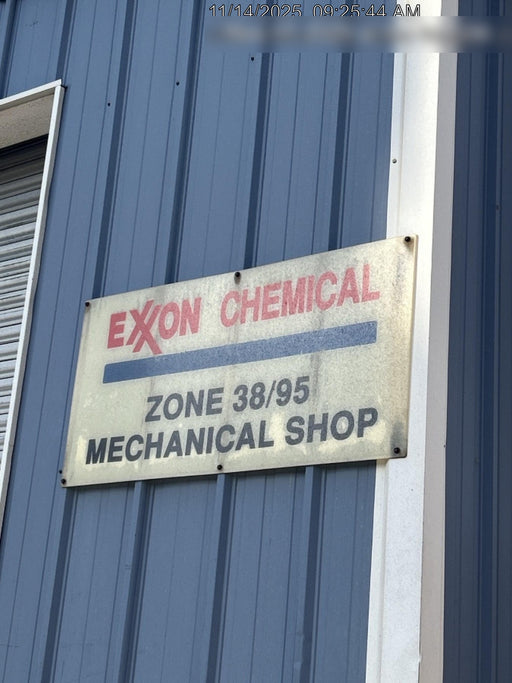 11/14/2025 09:25:44 AM
EXXON CHEMICAL
ZONE 38/95
MECHANICAL SHOP